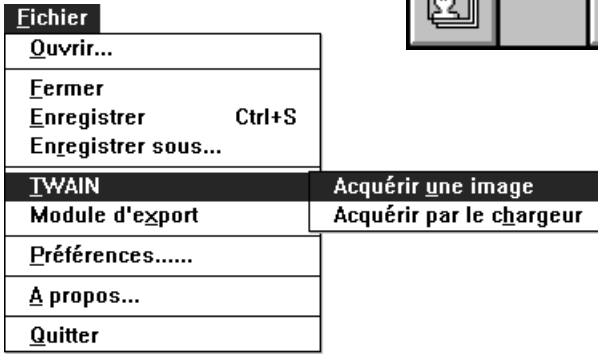 Fichier
Ouvrir...
Fermer
Enregistrer Ctrl+S
Enregistrer sous...
TWAIN
Acquérir une image
Module d'export
Acquérir par le chargeur
Préférences......
A propos...
Quitter